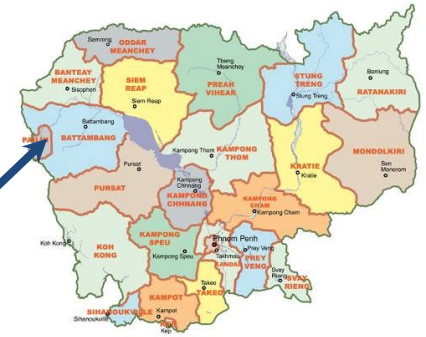 Samrong
ODDAR
MEANCHEY
BANTEAY
MEANCHEY
Sisophon
SIEM
REAP
Siem Reap
Tbeng
Meanchey
PREAH
VIHEAR
STUNG
TRENG
Stung Treng
Banlung
RATANAKIRI
Battambang
BATTAMBANG
Pursat
PURSAT
Kampong Thom
KAMPONG
THOM
KRATIE
Kratie
MONDOLKIRI
Sen
Monorom
Kampong
Chhnang
KAMPONG
CHHNANG
KAMPONG
CHAM
Kampong Cham
KOH
KONG
KAMPONG
SPEU
Kampong Speu
Phnom Penh
Takhmau
KANDAL
Prey Veng
PREY
VENG
Svay
Rieng
SVAY
RIENG
Takeo
TAKEO
KAMPOT
Kampot
Kep
Sihanoukville